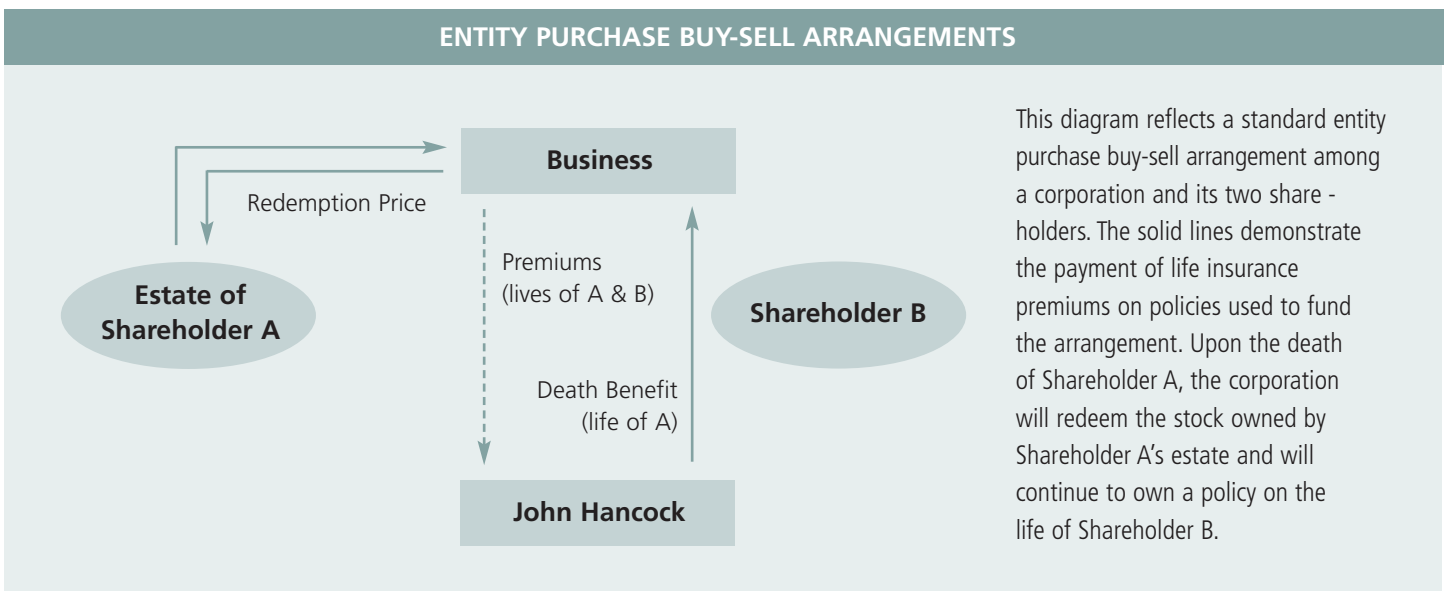 ENTITY PURCHASE BUY-SELL ARRANGEMENTS
Business
Redemption Price
Premiums
(lives of A & B)
Estate of
Shareholder A
Shareholder B
Death Benefit
(life of A)
John Hancock
This diagram reflects a standard entity
purchase buy-sell arrangement among
a corporation and its two share -
holders. The solid lines demonstrate
the payment of life insurance
premiums on policies used to fund
the arrangement. Upon the death
of Shareholder A, the corporation
will redeem the stock owned by
Shareholder A’s estate and will
continue to own a policy on the
life of Shareholder B.